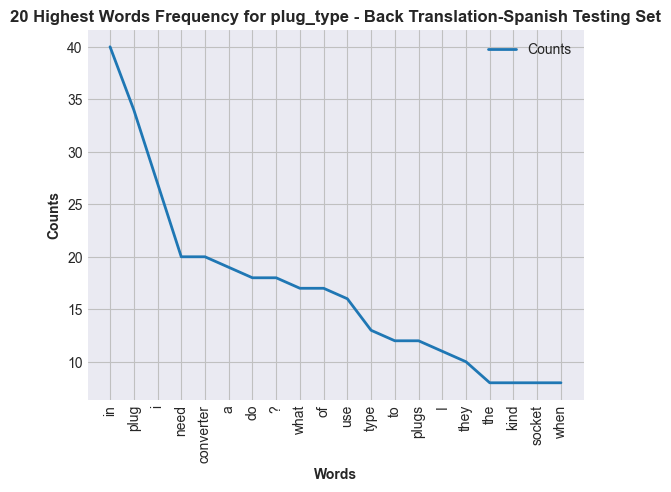 20 Highest Words Frequency for plug_type - Back Translation-Spanish Testing Set
Counts
Counts
40
35
30
25
20
15
10
in
plug
i
need
converter
a
do
?
what
of
use
type
to
plugs
I
they
the
kind
socket
when
Words